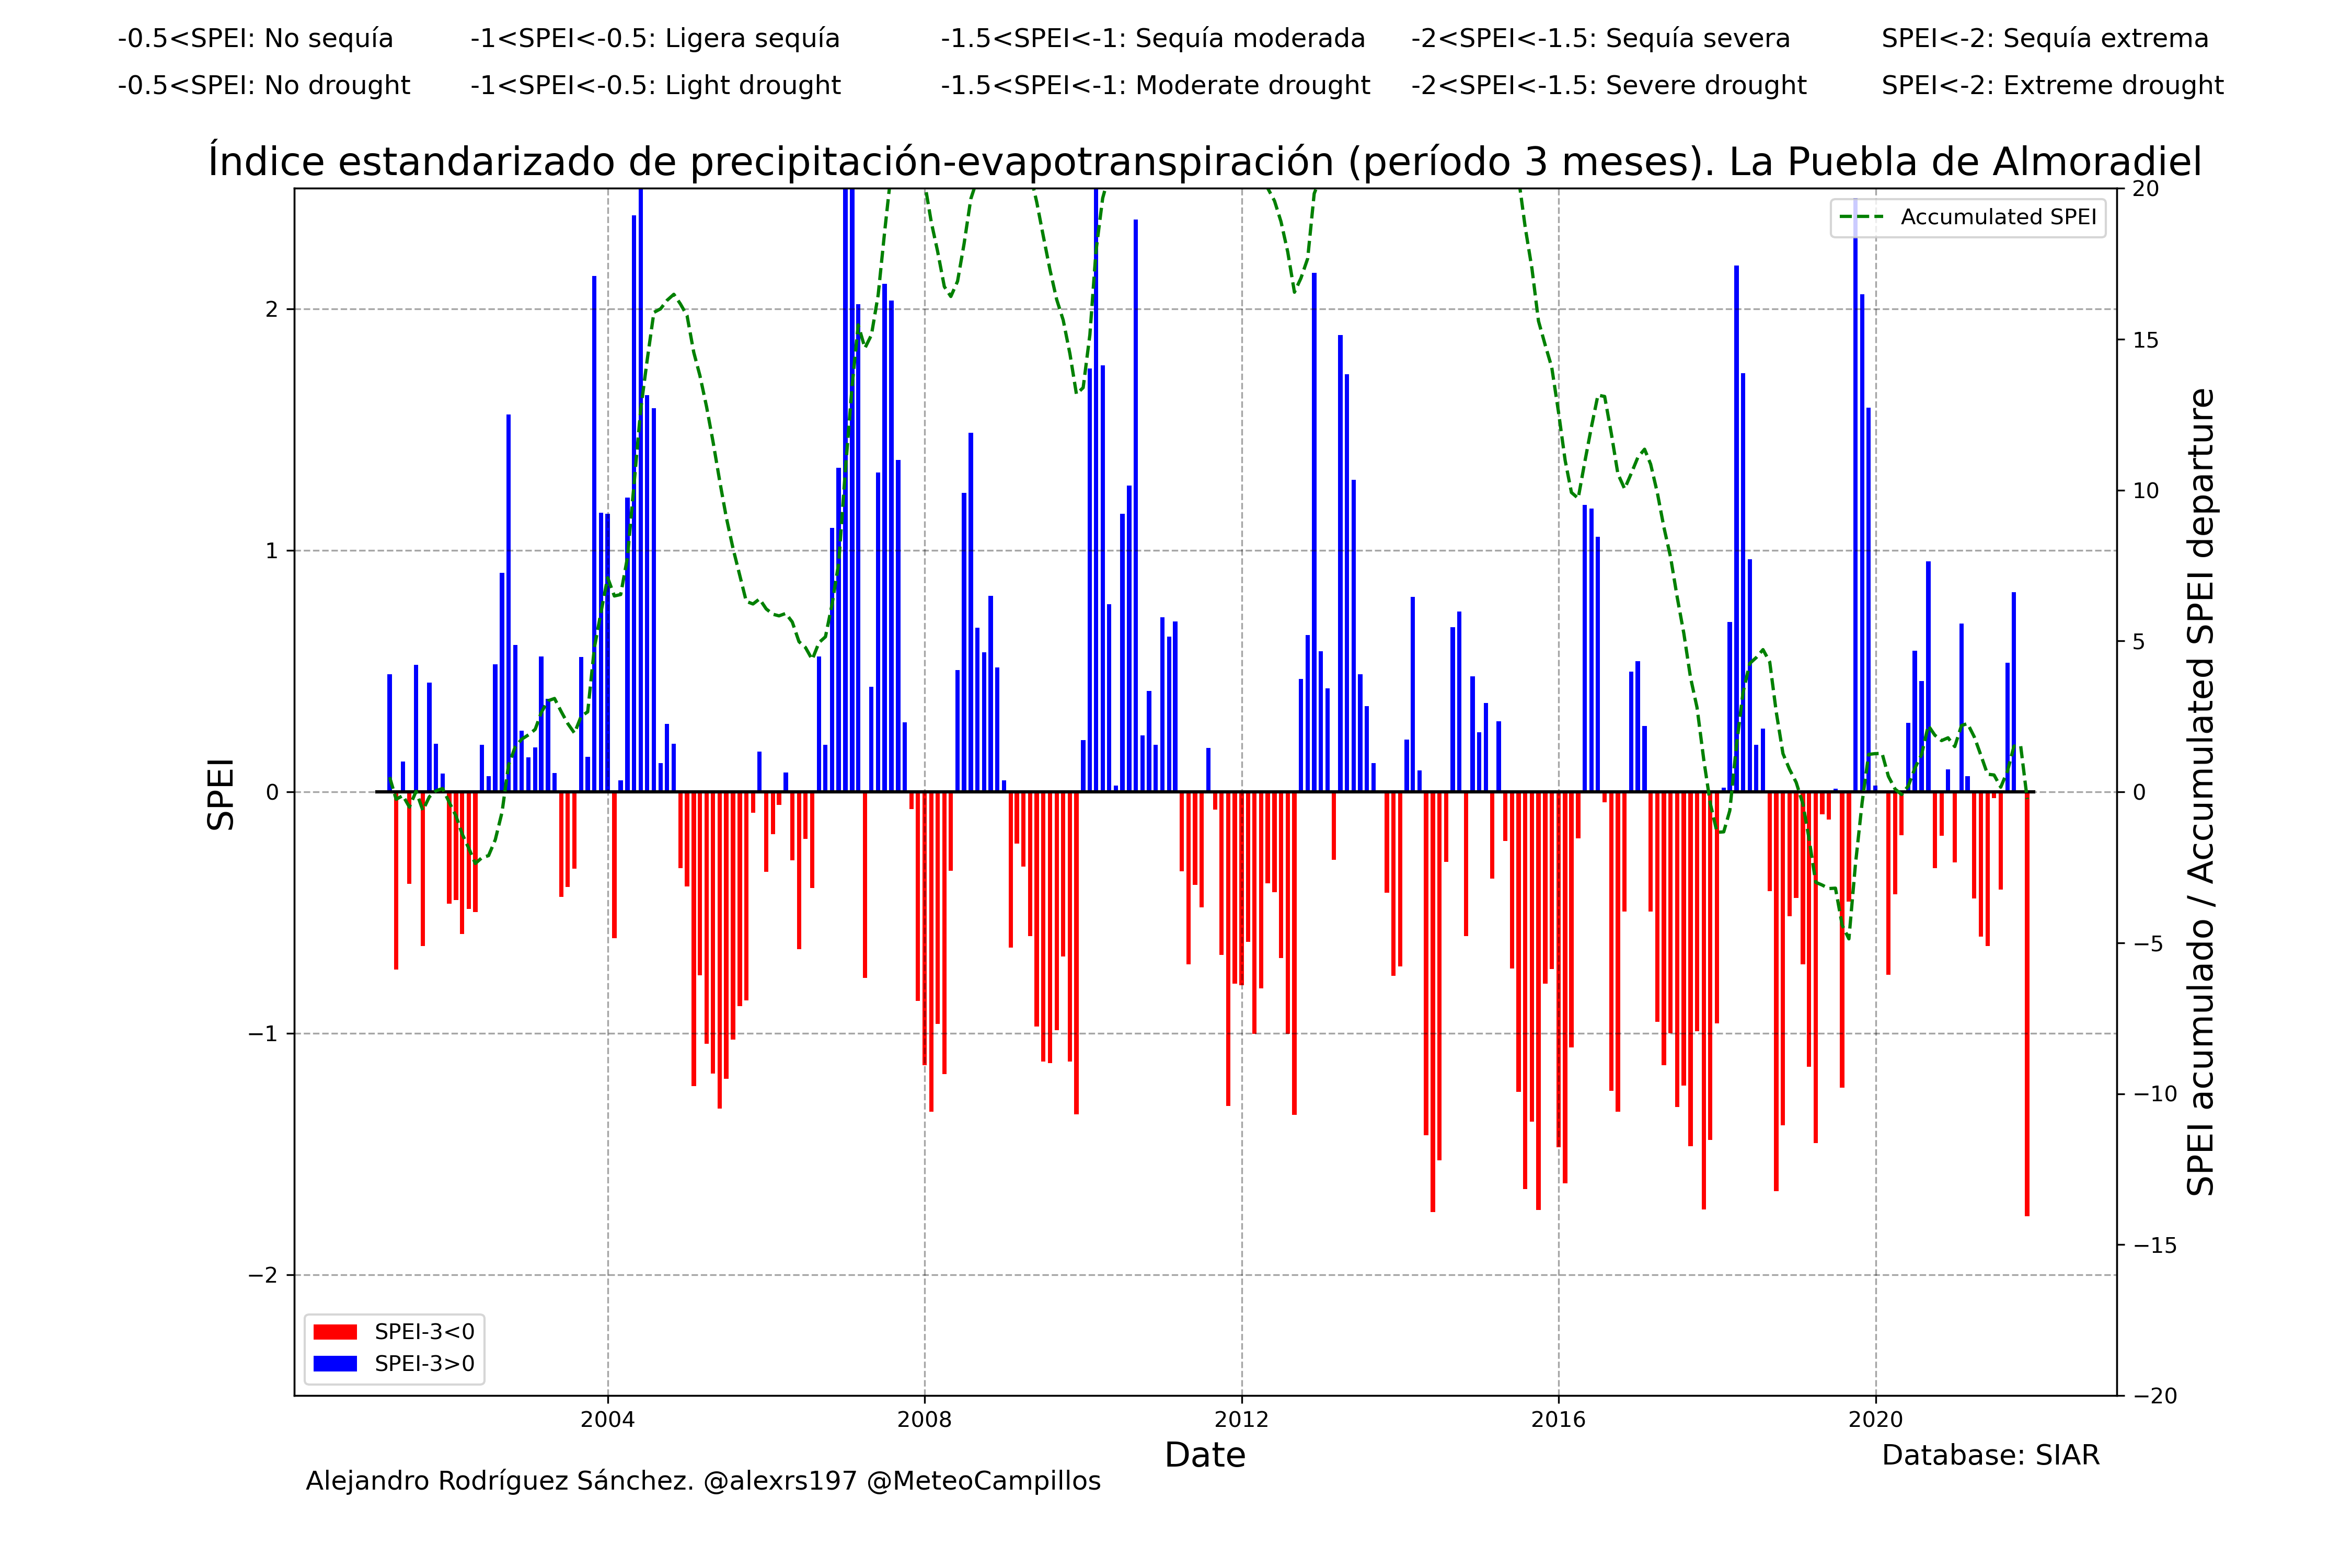 -0.5<SPEI: No sequía -1<SPEI<-0.5: Ligera sequía -1.5<SPEI<-1: Sequía moderada -2<SPEI<-1.5: Sequía severa SPEI<-2: Sequía extrema
-0.5<SPEI: No drought -1<SPEI<-0.5: Light drought -1.5<SPEI<-1: Moderate drought -2<SPEI<-1.5: Severe drought SPEI<-2: Extreme drought
Índice estandarizado de precipitación-evapotranspiración (período 3 meses). La Puebla de Almoradiel
Accumulated SPEI
SPEI
2
1
0
−1
−2
20
15
10
5
0
−5
−10
−15
−20
SPEI acumulado / Accumulated SPEI departure
SPEI-3<0
SPEI-3>0
2004 2008 2012 2016 2020
Date
Database: SIAR
Alejandro Rodríguez Sánchez. @alexrs197 @MeteoCampillos